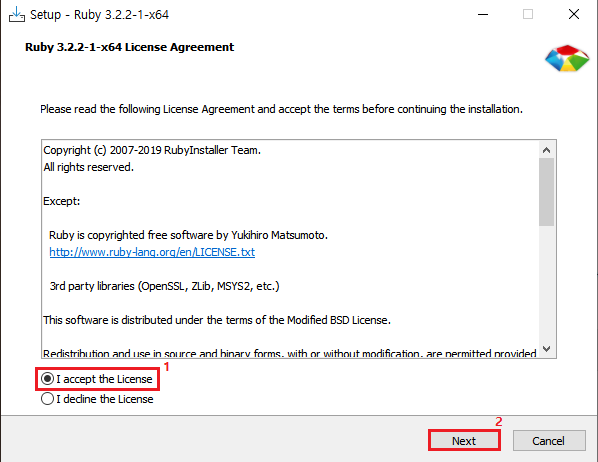 Setup - Ruby 3.2.2-1-x64
Ruby 3.2.2-1-x64 License Agreement
Please read the following License Agreement and accept the terms before continuing the installation.
Copyright (c) 2007-2019 RubyInstaller Team.
All rights reserved.
Except:
Ruby is copyrighted free software by Yukihiro Matsumoto.
http://www.ruby-lang.org/en/LICENSE.txt
3rd party libraries (OpenSSL, ZLib, MSYS2, etc.)
This software is distributed under the terms of the Modified BSD License.
Redistribution and use in source and binary forms, with or without modification, are permitted provided
1
I accept the License
I decline the License
2
Next
Cancel